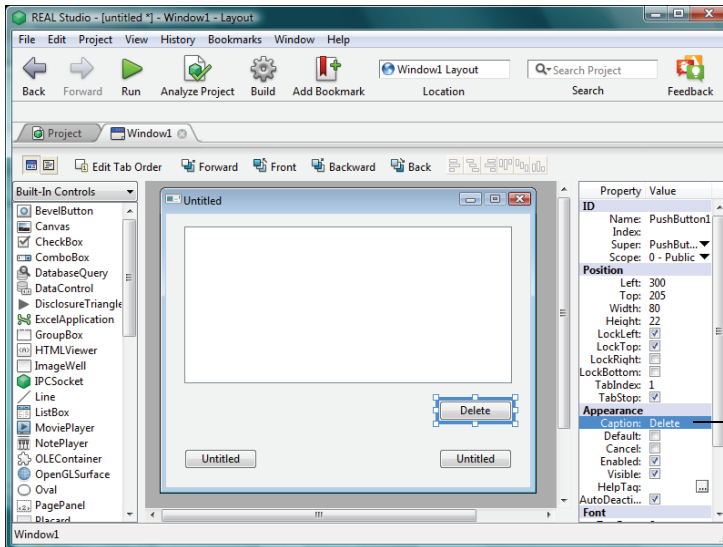 REAL Studio - [untitled *] - Window1 - Layout
File Edit Project View History Bookmarks Window Help
Window1 Layout
Search Project
Back Forward Run Analyze Project Build Add Bookmark Location Search Feedback
Project Window1
Edit Tab Order Forward Front Backward Back
Built-In Controls
BevelButton
Canvas
CheckBox
ComboBox
DatabaseQuery
DataControl
DisclosureTriangle
ExcelApplication
GroupBox
HTMLViewer
ImageWell
IPCSocket
Line
ListBox
MoviePlayer
NotePlayer
OLEContainer
OpenGLSurface
Oval
PagePanel
Placard
Untitled
Delete
Untitled Untitled
Property Value
ID
Name: PushButton1
Index:
Super: PushBut...
Scope: 0 - Public
Position
Left: 300
Top: 205
Width: 80
Height: 22
LockLeft:
LockTop:
LockRight:
LockBottom:
TabIndex: 1
TabStop:
Appearance
Caption: Delete
Default:
Cancel:
Enabled:
Visible:
HelpTag: ...
AutoDeacti...
Font
Window1